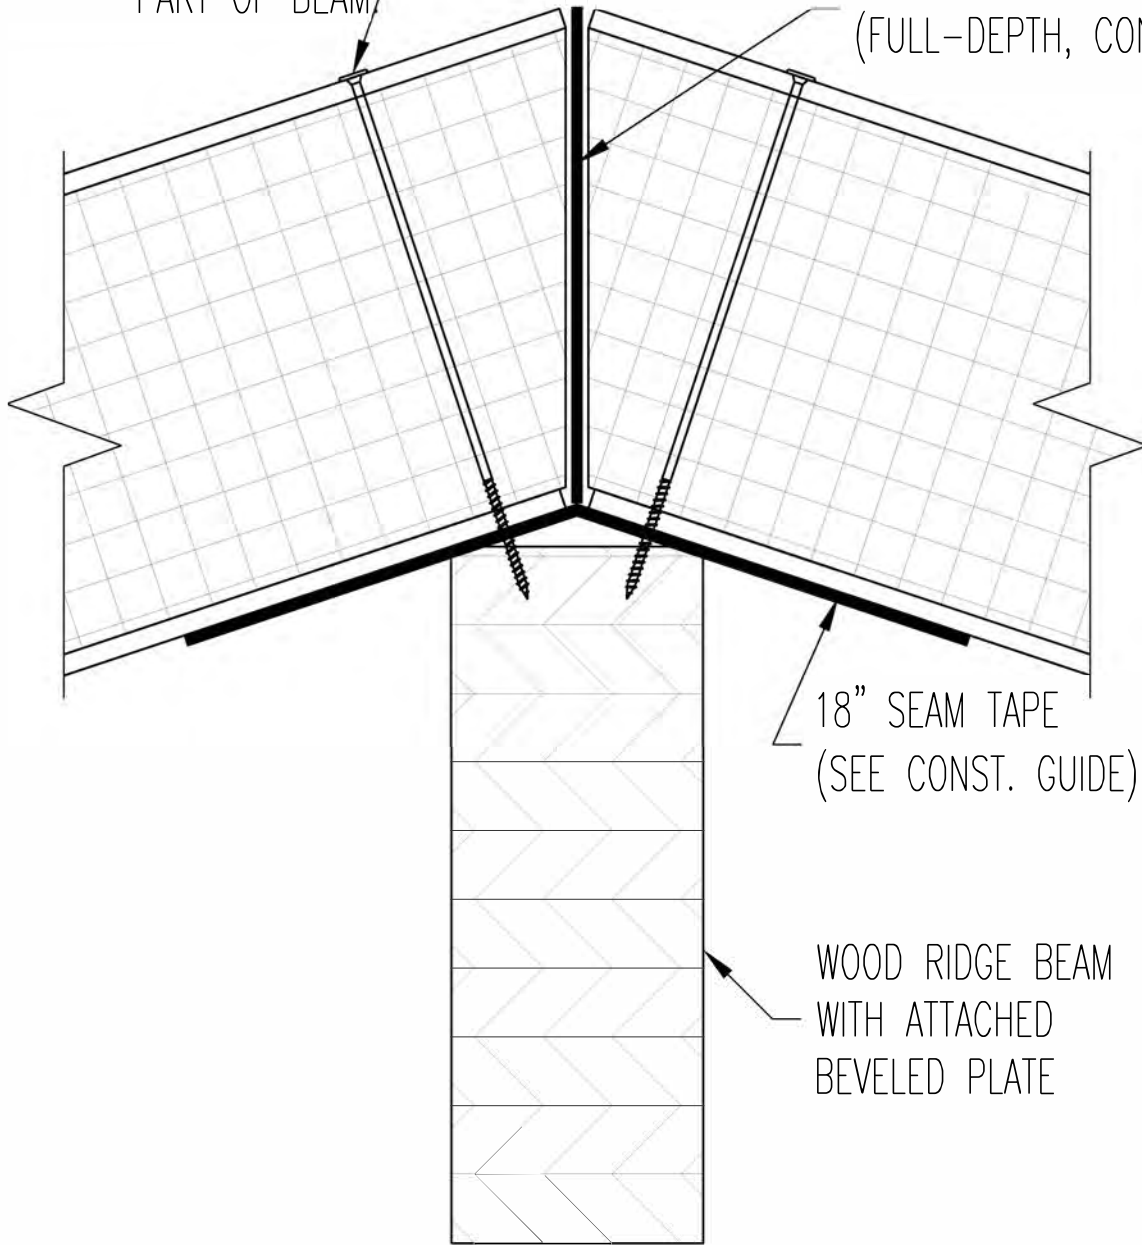 PART OF BEAM.
(FULL-DEPTH,
18" SEAM TAPE
(SEE CONST. GUIDE)
WOOD RIDGE BEAM
WITH ATTACHED
BEVELED PLATE